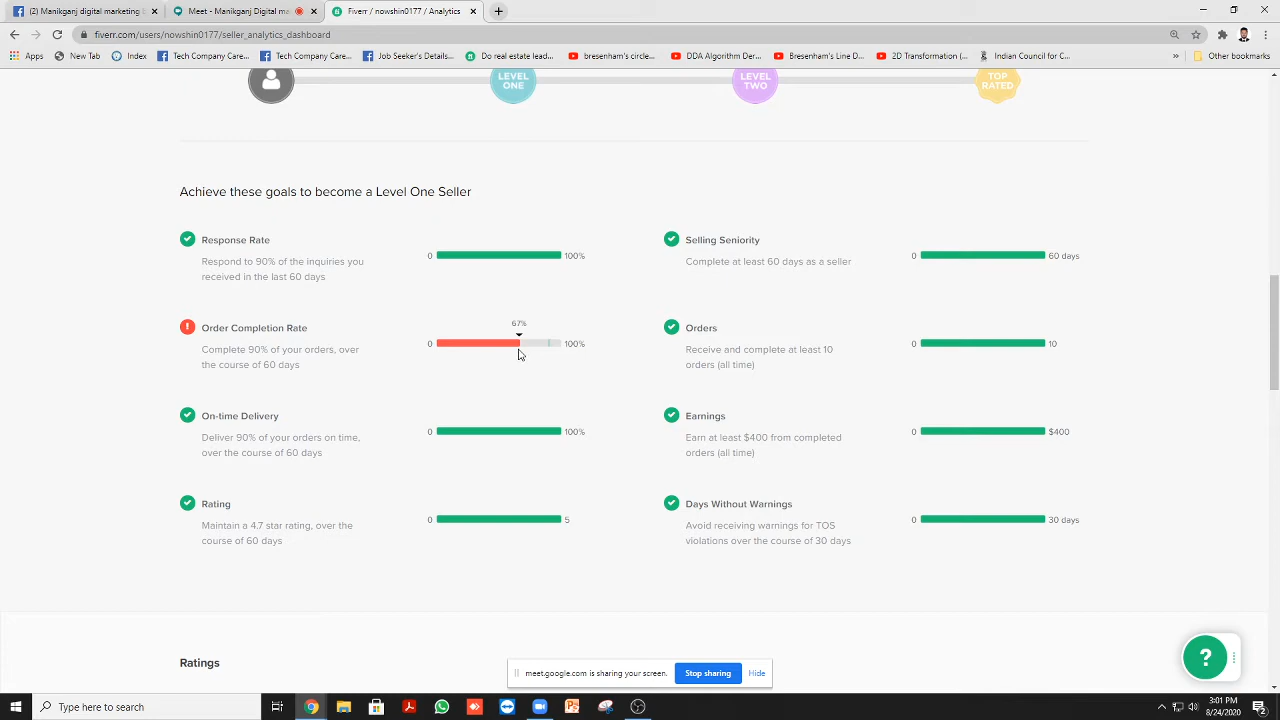 (2) Manikganj digital marketing
Meet - Manikganj Digital ma
Fiverr / nowshin0177 / Analytics
fiverr.com/users/nowshin0177/seller_analytics_dashboard
Apps
New Tab
Index
Tech Company Caree...
Tech Company Caree...
Job Seeker's Details...
Do real estate lead...
bresenham's circle...
DDA Algorithm Der...
Bresenham's Line D...
2D Transformation...
Indian Council for C...
Other bookmarks
LEVEL
ONE
LEVEL
TWO
TOP
RATED
Achieve these goals to become a Level One Seller
Response Rate
Respond to 90% of the inquiries you
received in the last 60 days
0 100%
Selling Seniority
Complete at least 60 days as a seller
0 60 days
Order Completion Rate
Complete 90% of your orders, over
the course of 60 days
67%
0 100%
Orders
Receive and complete at least 10
orders (all time)
0 10
On-time Delivery
Deliver 90% of your orders on time,
over the course of 60 days
0 100%
Earnings
Earn at least $400 from completed
orders (all time)
0 $400
Rating
Maintain a 4.7 star rating, over the
course of 60 days
0 5
Days Without Warnings
Avoid receiving warnings for TOS
violations over the course of 30 days
0 30 days
Ratings
meet.google.com is sharing your screen.
Stop sharing
Hide
?
Type here to search
3:01 PM
8/24/2020